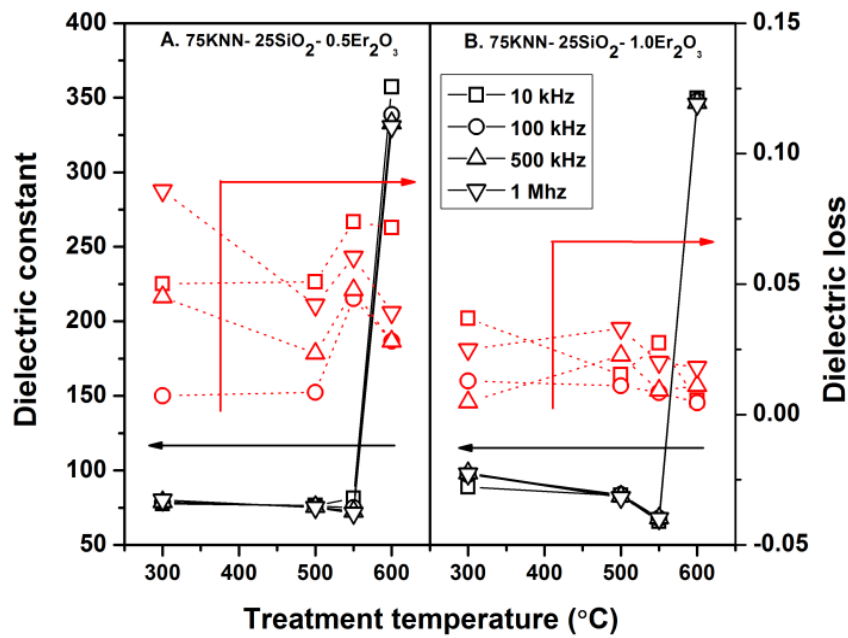 A. 75KNN- 25SiO₂- 0.5Er₂O₃
B. 75KNN- 25SiO₂- 1.0Er₂O₃
10 kHz
100 kHz
500 kHz
1 Mhz
Dielectric constant
400
350
300
250
200
150
100
75
50
Dielectric loss
0.15
0.10
0.05
0.00
-0.05
300 400 500 600 300 400 500 600
Treatment temperature (°C)